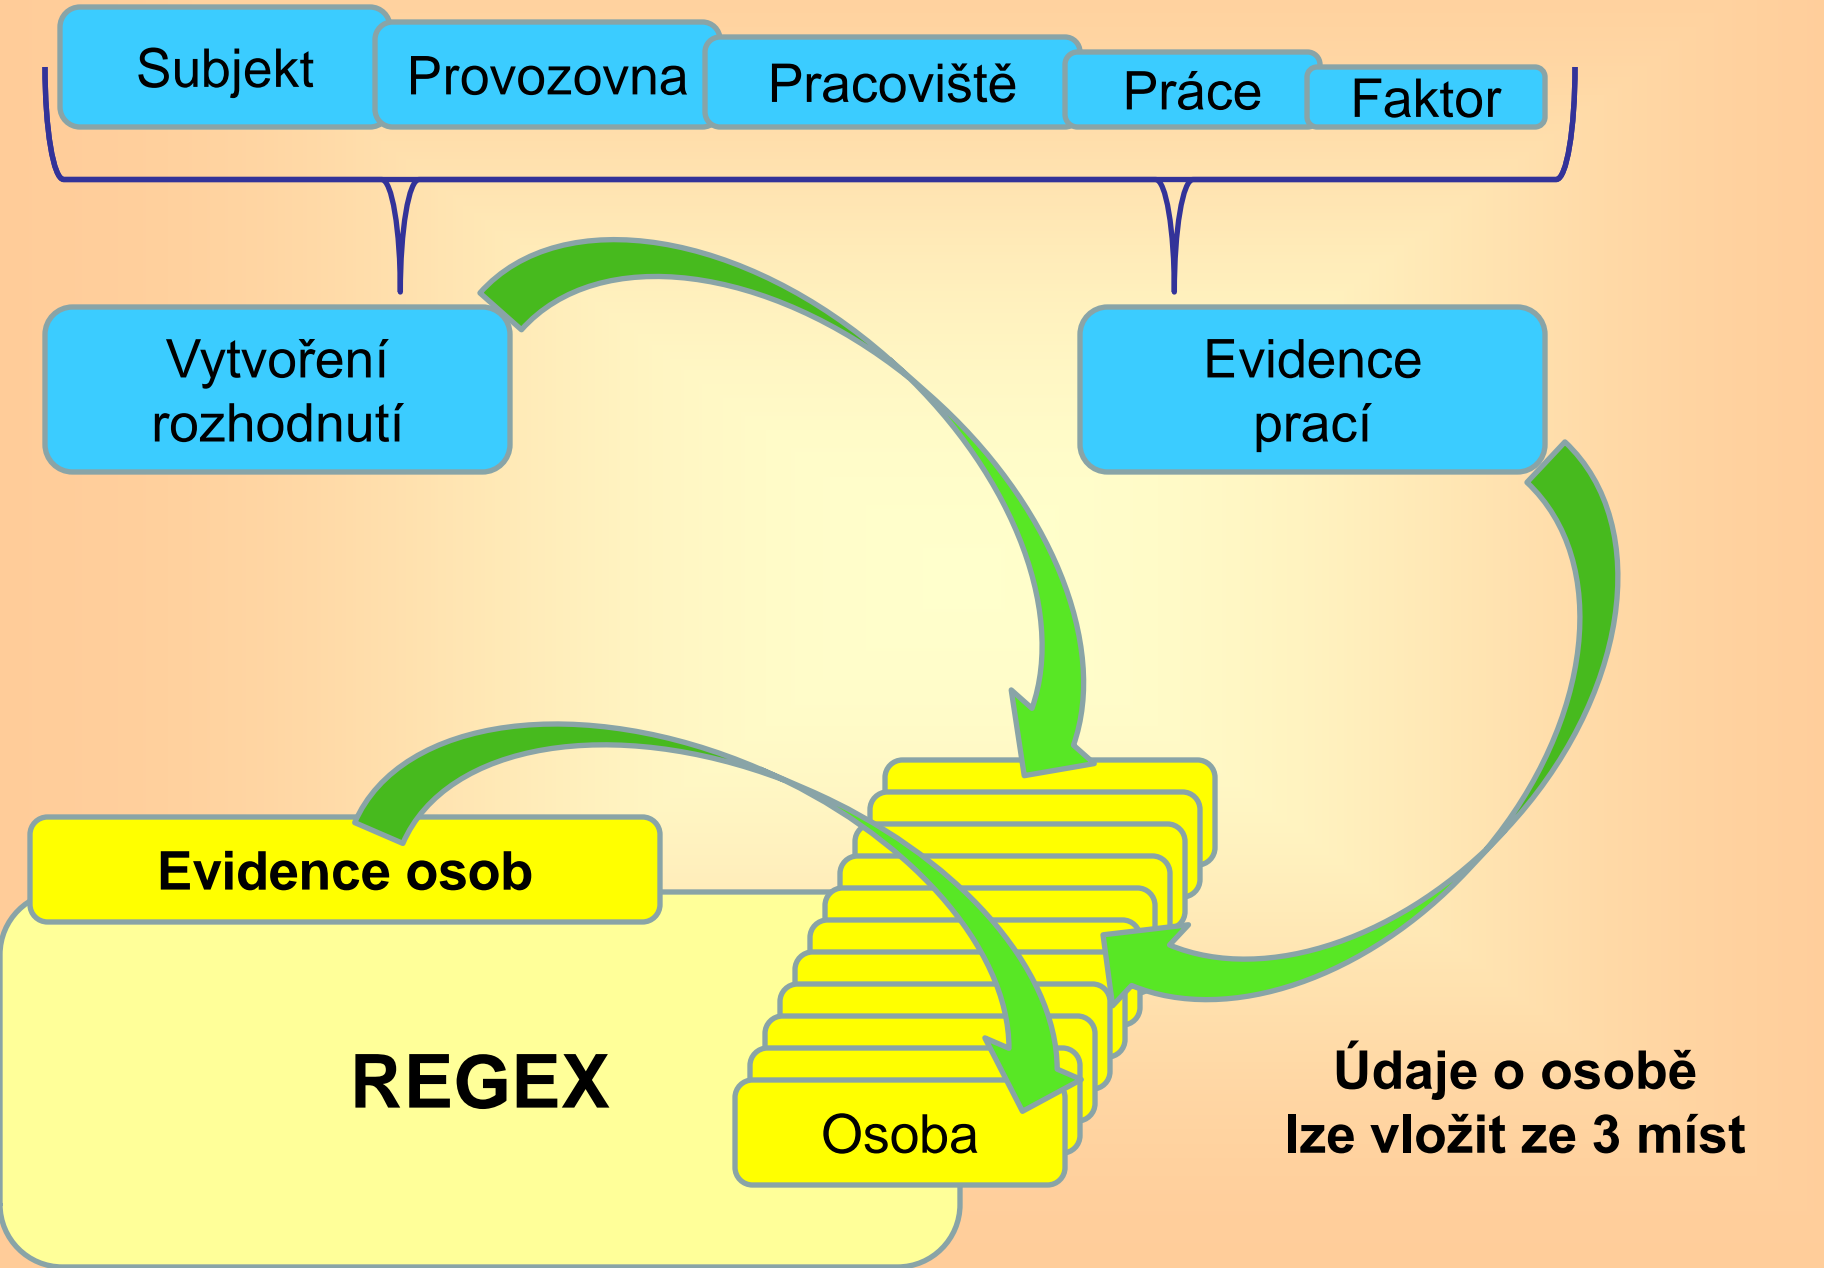 Subjekt
Provozovna
Pracoviště
Práce
Faktor
Vytvoření
rozhodnutí
Evidence
prací
Evidence osob
REGEX
Osoba
Údaje o osobě
lze vložit ze 3 míst